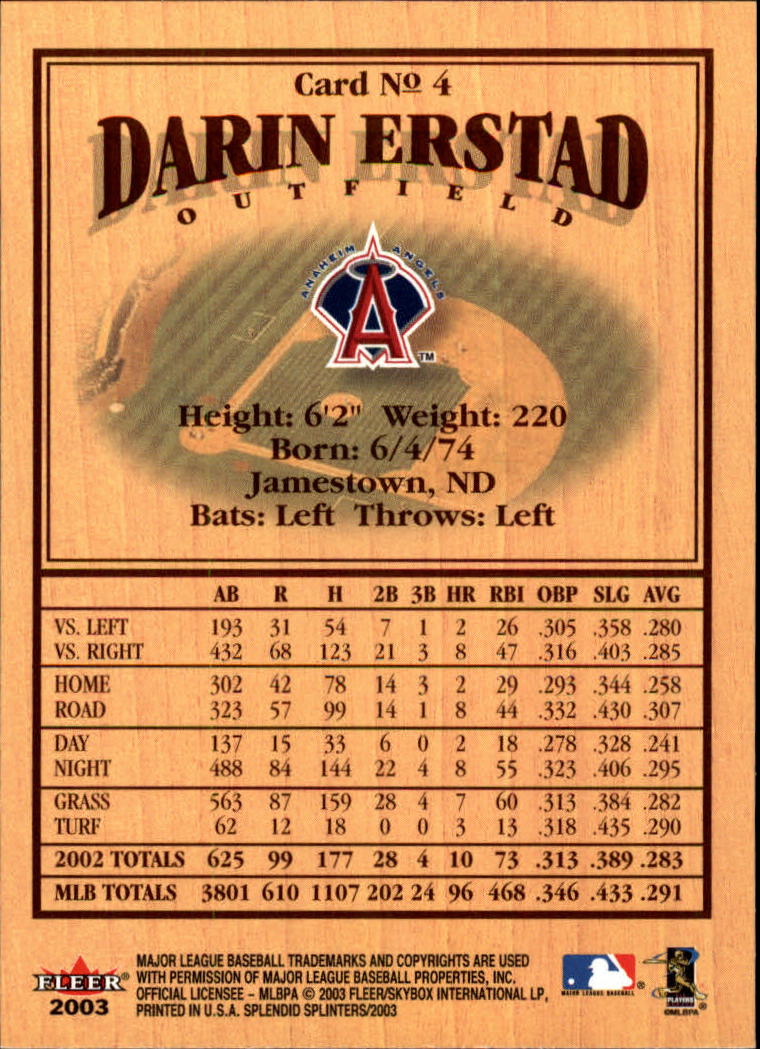 Card Nº 4
DARIN ERSTAD
OUTFIELD
ANAHEIM ANGELS
A
TM
Height: 6'2" Weight: 220
Born: 6/4/74
Jamestown, ND
Bats: Left Throws: Left
AB R H 2B 3B HR RBI OBP SLG AVG
VS. LEFT 193 31 54 7 1 2 26 .305 .358 .280
VS. RIGHT 432 68 123 21 3 8 47 .316 .403 .285
HOME 302 42 78 14 3 2 29 .293 .344 .258
ROAD 323 57 99 14 1 8 44 .332 .430 .307
DAY 137 15 33 6 0 2 18 .278 .328 .241
NIGHT 488 84 144 22 4 8 55 .323 .406 .295
GRASS 563 87 159 28 4 7 60 .313 .384 .282
TURF 62 12 18 0 0 3 13 .318 .435 .290
2002 TOTALS 625 99 177 28 4 10 73 .313 .389 .283
MLB TOTALS 3801 610 1107 202 24 96 468 .346 .433 .291
FLEER®
2003
MAJOR LEAGUE BASEBALL TRADEMARKS AND COPYRIGHTS ARE USED
WITH PERMISSION OF MAJOR LEAGUE BASEBALL PROPERTIES, INC.
OFFICIAL LICENSEE – MLBPA © 2003 FLEER/SKYBOX INTERNATIONAL LP,
PRINTED IN U.S.A. SPLENDID SPLINTERS/2003
MAJOR LEAGUE BASEBALL ®
PLAYERS ®
©MLBPA